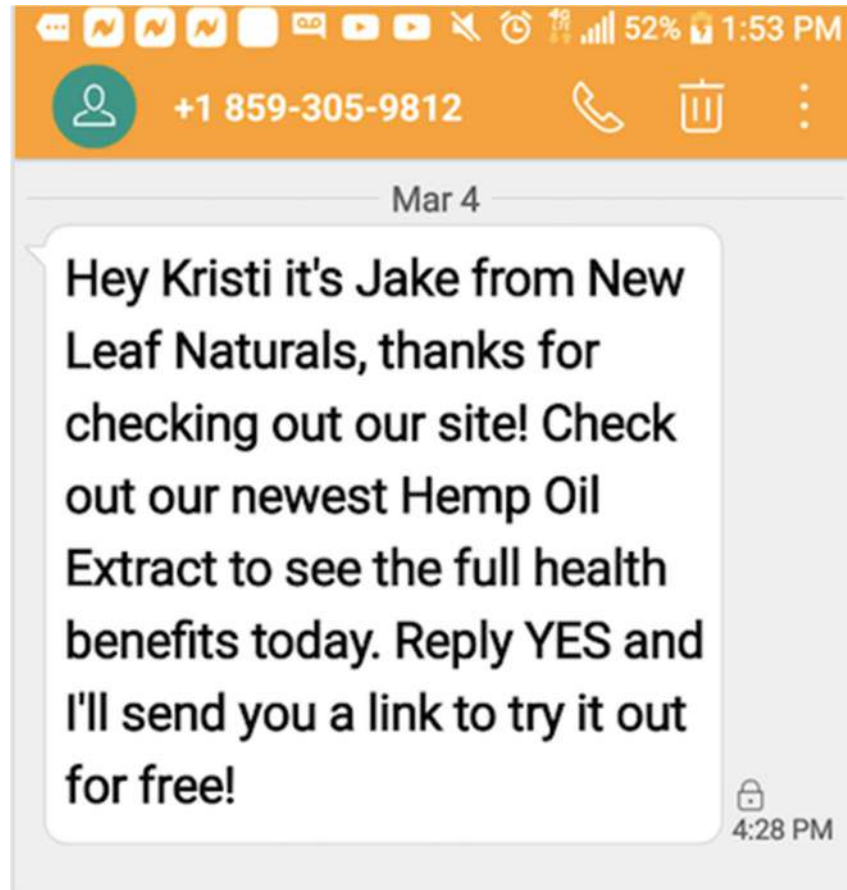 52% 1:53 PM
+1 859-305-9812
Mar 4
Hey Kristi it's Jake from New
Leaf Naturals, thanks for
checking out our site! Check
out our newest Hemp Oil
Extract to see the full health
benefits today. Reply YES and
I'll send you a link to try it out
for free!
4:28 PM